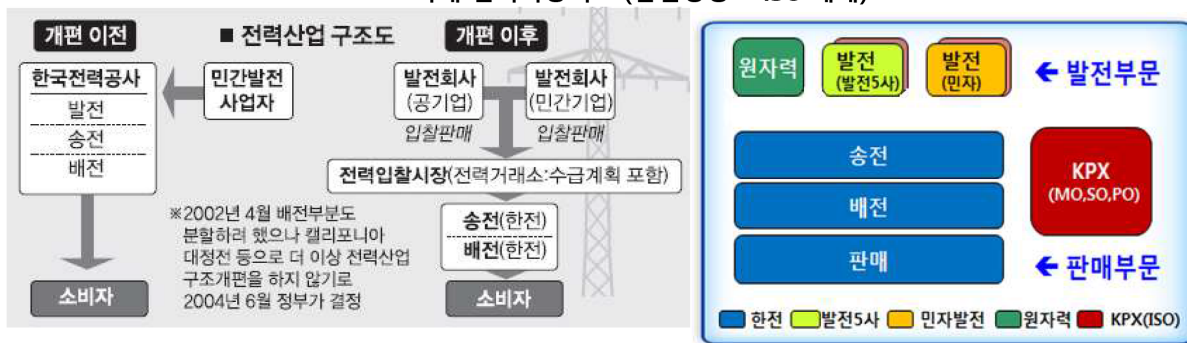 개편 이전
■ 전력산업 구조도
개편 이후
한국전력공사
발전
송전
배전
민간발전
사업자
발전회사
(공기업)
입찰판매
발전회사
(민간기업)
입찰판매
전력입찰시장(전력거래소:수급계획 포함)
송전(한전)
배전(한전)
※2002년 4월 배전부분도
분할하려 했으나 캘리포니아
대정전 등으로 더 이상 전력산업
구조개편을 하지 않기로
2004년 6월 정부가 결정
소비자
소비자
원자력
발전
(발전5사)
발전
(민자)
← 발전부문
송전
배전
판매
KPX
(MO,SO,PO)
← 판매부문
한전 발전5사 민자발전 원자력 KPX(ISO)